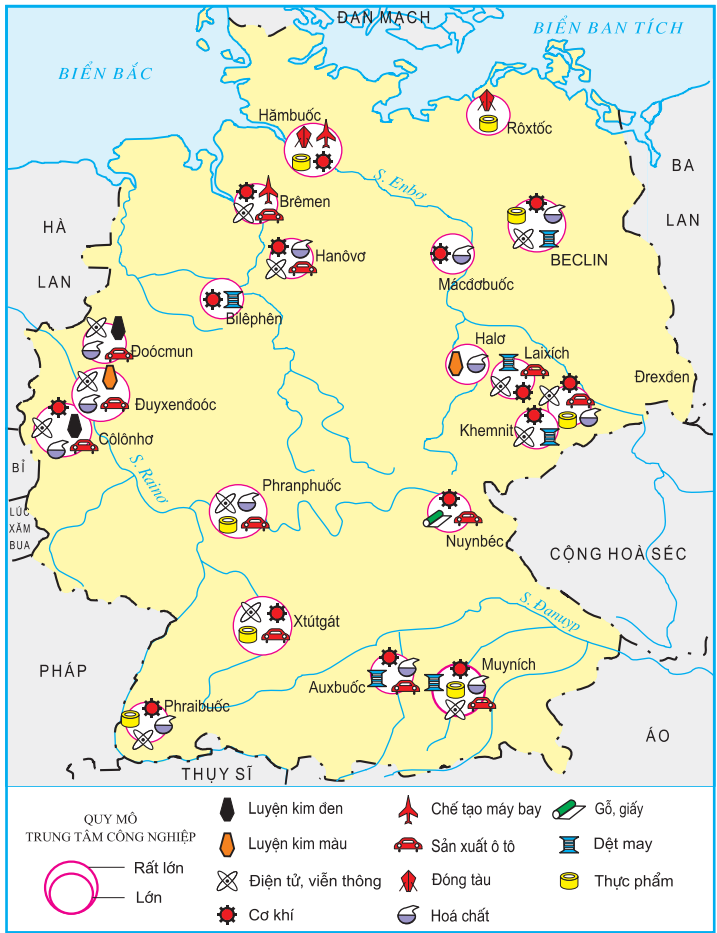 ĐAN MẠCH
BIỂN BAN TÍCH
BIỂN BẮC
Hămbuốc
Rôxtốc
S. Enbơ
BA
LAN
Brêmen
HÀ
LAN
Hanôvơ
BECLIN
Mácđơbuốc
Bilêphên
Halơ
Laixích
Đoócmun
Đrexđen
Đuyxenđoóc
Khemnit
Côlônhơ
BỈ
S. Rainơ
Phranphuốc
LÚC
XĂM
BUA
Nuynbéc
CỘNG HOÀ SÉC
S. Đanuyp
Xtútgát
PHÁP
Muyních
Auxbuốc
Phraibuốc
ÁO
THỤY SĨ
QUY MÔ
TRUNG TÂM CÔNG NGHIỆP
Rất lớn
Lớn
Luyện kim đen
Luyện kim màu
Điện tử, viễn thông
Cơ khí
Chế tạo máy bay
Sản xuất ô tô
Đóng tàu
Hoá chất
Gỗ, giấy
Dệt may
Thực phẩm